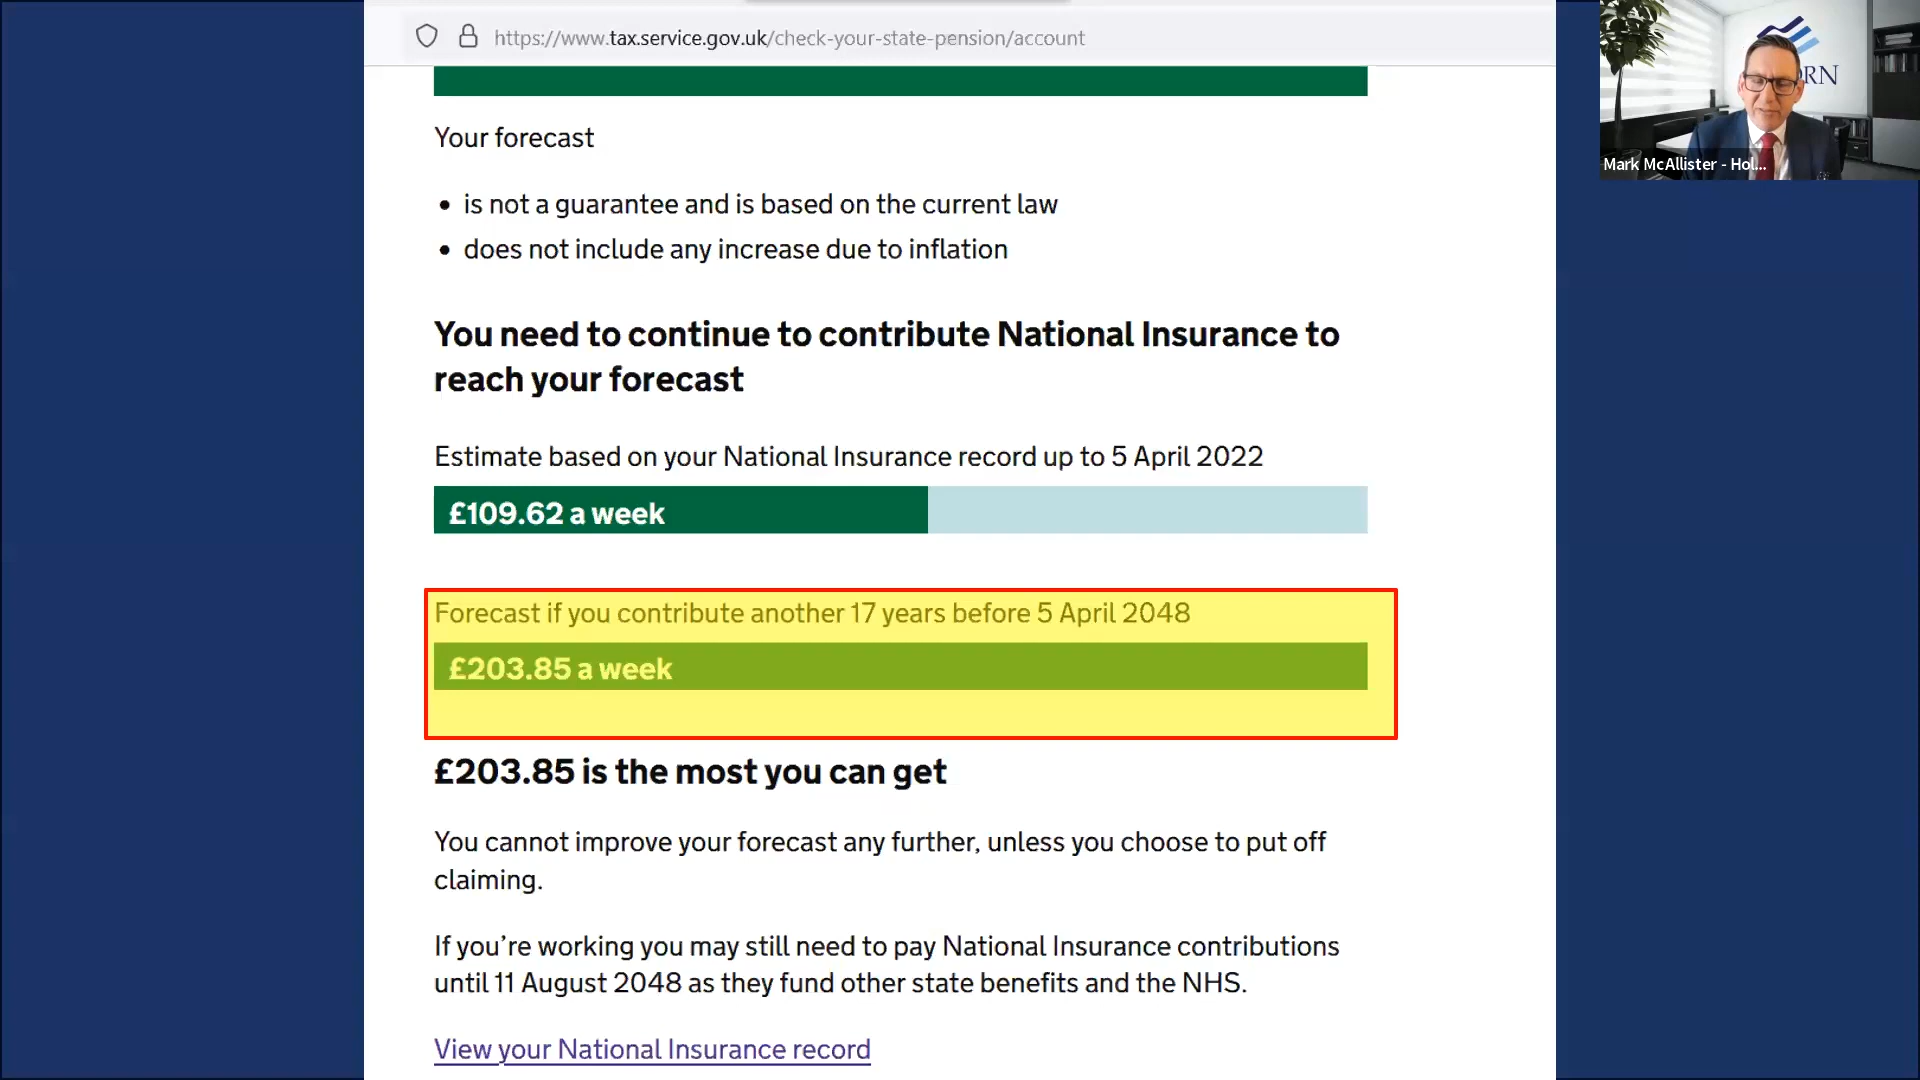 https://www.tax.service.gov.uk/check-your-state-pension/account
RN
Mark McAllister - Hol...
Your forecast
• is not a guarantee and is based on the current law
• does not include any increase due to inflation
You need to continue to contribute National Insurance to
reach your forecast
Estimate based on your National Insurance record up to 5 April 2022
£109.62 a week
Forecast if you contribute another 17 years before 5 April 2048
£203.85 a week
£203.85 is the most you can get
You cannot improve your forecast any further, unless you choose to put off
claiming.
If you’re working you may still need to pay National Insurance contributions
until 11 August 2048 as they fund other state benefits and the NHS.
View your National Insurance record